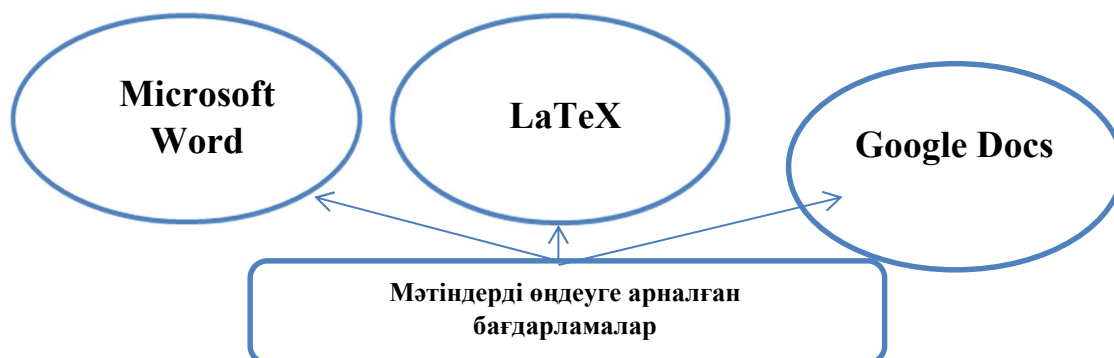 Microsoft
Word
LaTeX
Google Docs
Мәтіндерді өңдеуге арналған
бағдарламалар